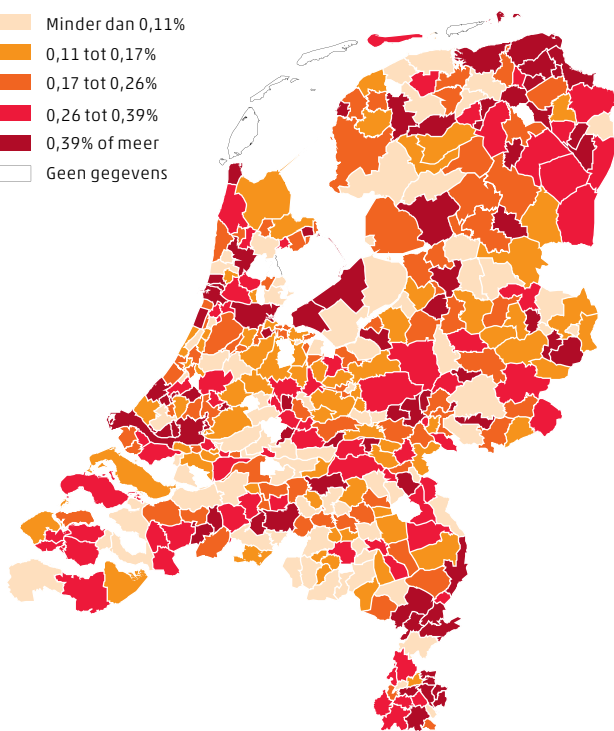 Minder dan 0,11%
0,11 tot 0,17%
0,17 tot 0,26%
0,26 tot 0,39%
0,39% of meer
Geen gegevens